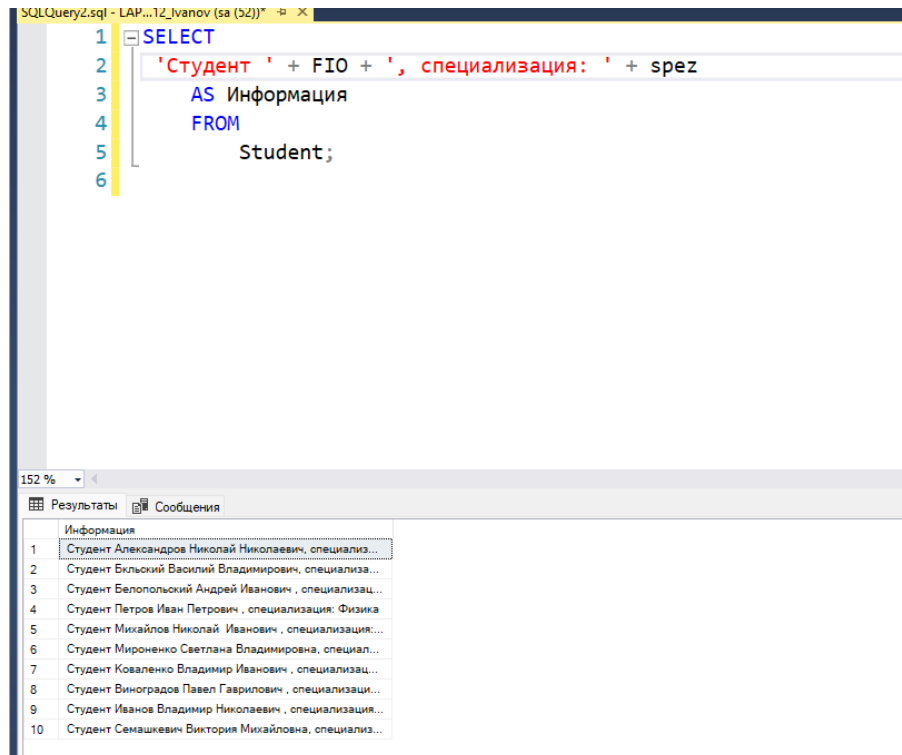 SQLQuery2.sql - LAP...12_Ivanov (sa (52))*
1 SELECT
2 'Студент ' + FIO + ', специализация: ' + spez
3 AS Информация
4 FROM
5 Student;
6
152 %
Результаты Сообщения
Информация
1 Студент Александров Николай Николаевич, специализ...
2 Студент Бкльский Василий Владимирович, специализа...
3 Студент Белопольский Андрей Иванович , специализац...
4 Студент Петров Иван Петрович , специализация: Физика
5 Студент Михайлов Николай  Иванович , специализация:...
6 Студент Мироненко Светлана Владимировна, специал...
7 Студент Коваленко Владимир Иванович , специализац...
8 Студент Виноградов Павел Гаврилович , специализаци...
9 Студент Иванов Владимир Николаевич , специализация...
10 Студент Семашкевич Виктория Михайловна, специализ...